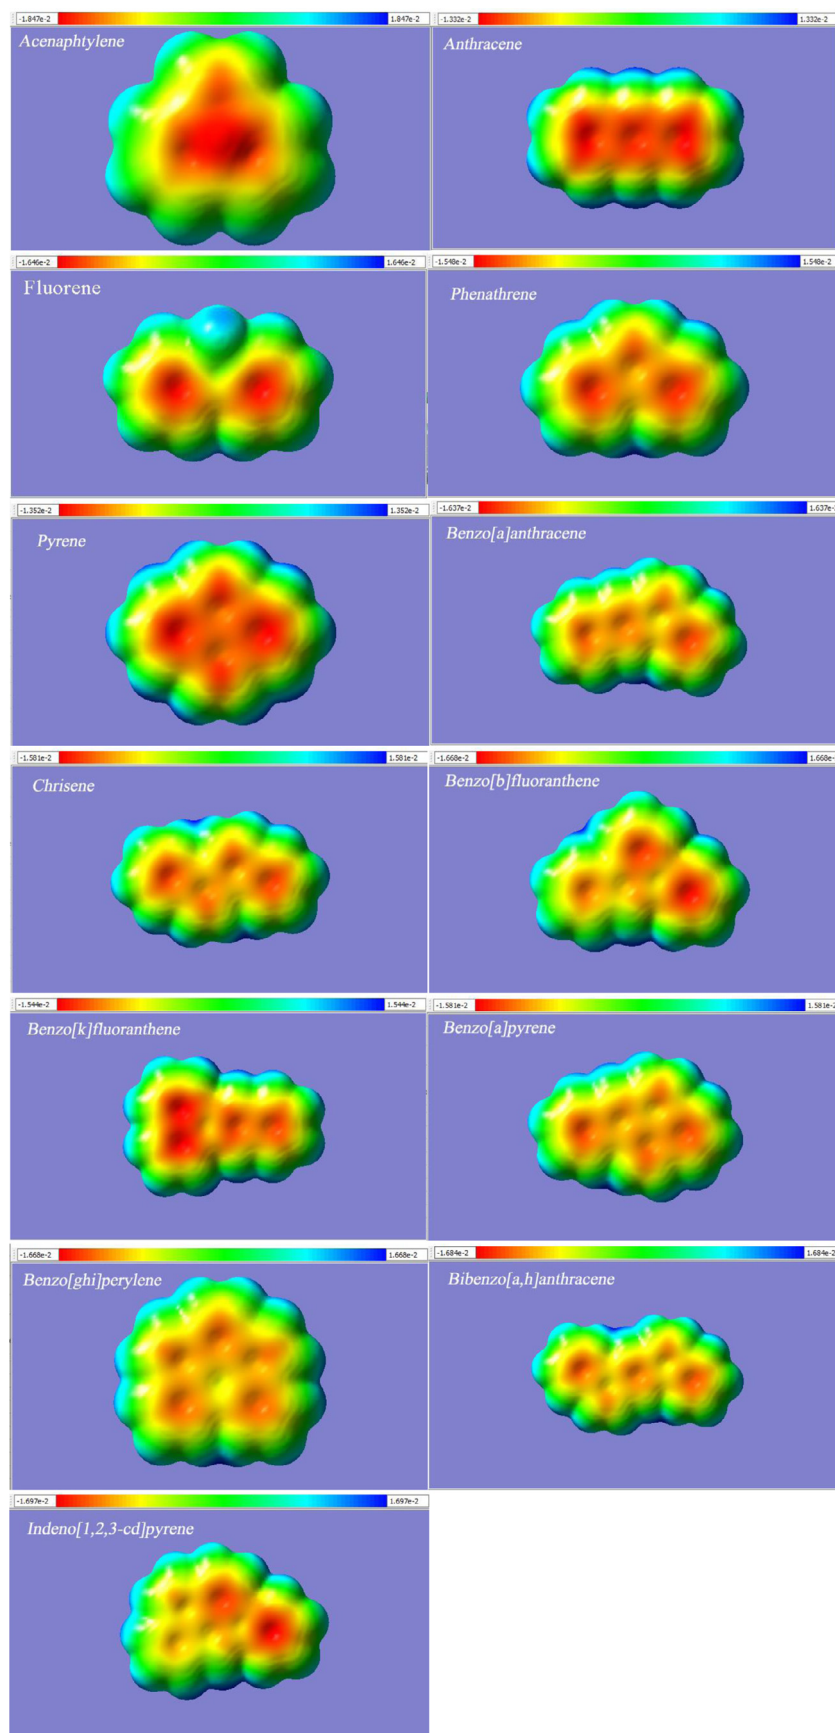 -1.847e-2 1.847e-2 -1.332e-2 1.332e-2
Acenaphtylene Anthracene
-1.646e-2 1.646e-2 -1.548e-2 1.548e-2
Fluorene Phenathrene
-1.352e-2 1.352e-2 -1.637e-2 1.637e-2
Pyrene Benzo[a]anthracene
-1.581e-2 1.581e-2 -1.668e-2 1.668e-2
Chrisene Benzo[b]fluoranthene
-1.544e-2 1.544e-2 -1.581e-2 1.581e-2
Benzo[k]fluoranthene Benzo[a]pyrene
-1.668e-2 1.668e-2 -1.684e-2 1.684e-2
Benzo[ghi]perylene Bibenzo[a,h]anthracene
-1.697e-2 1.697e-2
Indeno[1,2,3-cd]pyrene